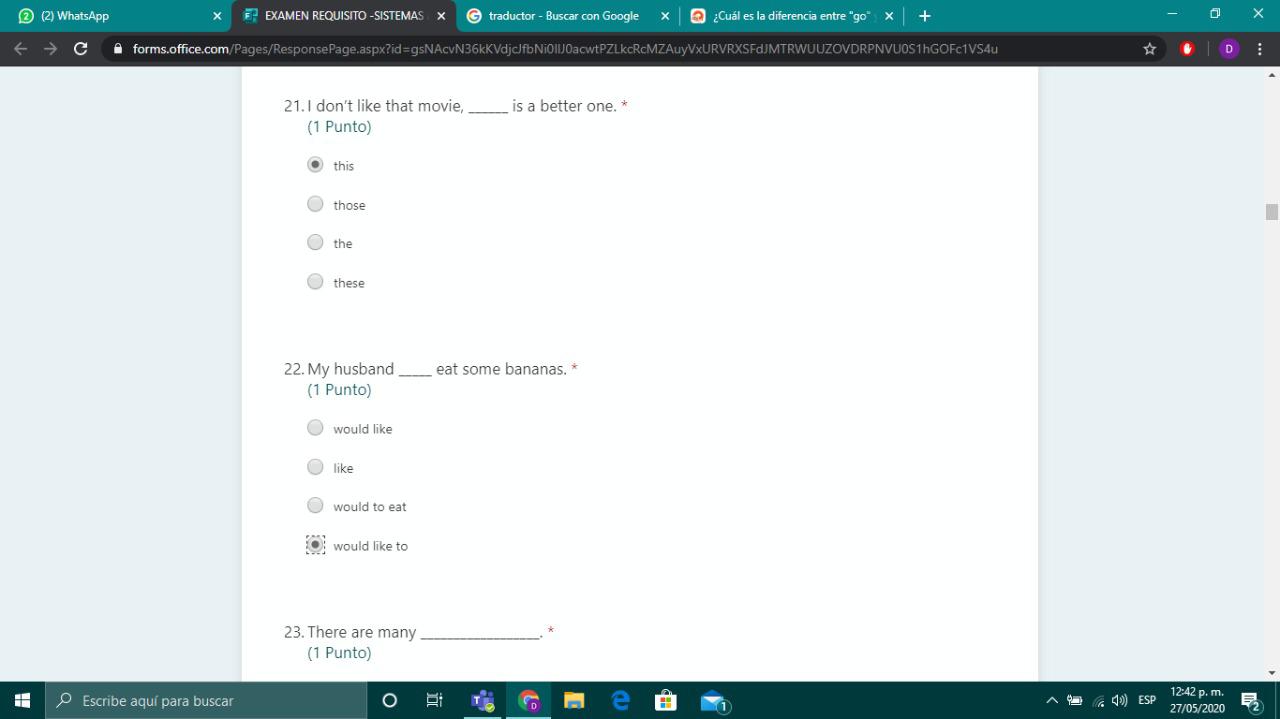 (2) WhatsApp
EXAMEN REQUISITO -SISTEMAS
traductor - Buscar con Google
¿Cuál es la diferencia entre "go"
forms.office.com/Pages/ResponsePage.aspx?id=gsNAcvN36kKVdjcJfbNi0IlJ0acwtPZLkcRcMZAuyVxURVRXSFdJMTRWUUZOVDRPNVU0S1hGOFc1VS4u
D
21. I don't like that movie, ______ is a better one. *
(1 Punto)
this
those
the
these
22. My husband _____ eat some bananas. *
(1 Punto)
would like
like
would to eat
would like to
23. There are many __________________. *
(1 Punto)
Escribe aquí para buscar
ESP
12:42 p. m.
27/05/2020